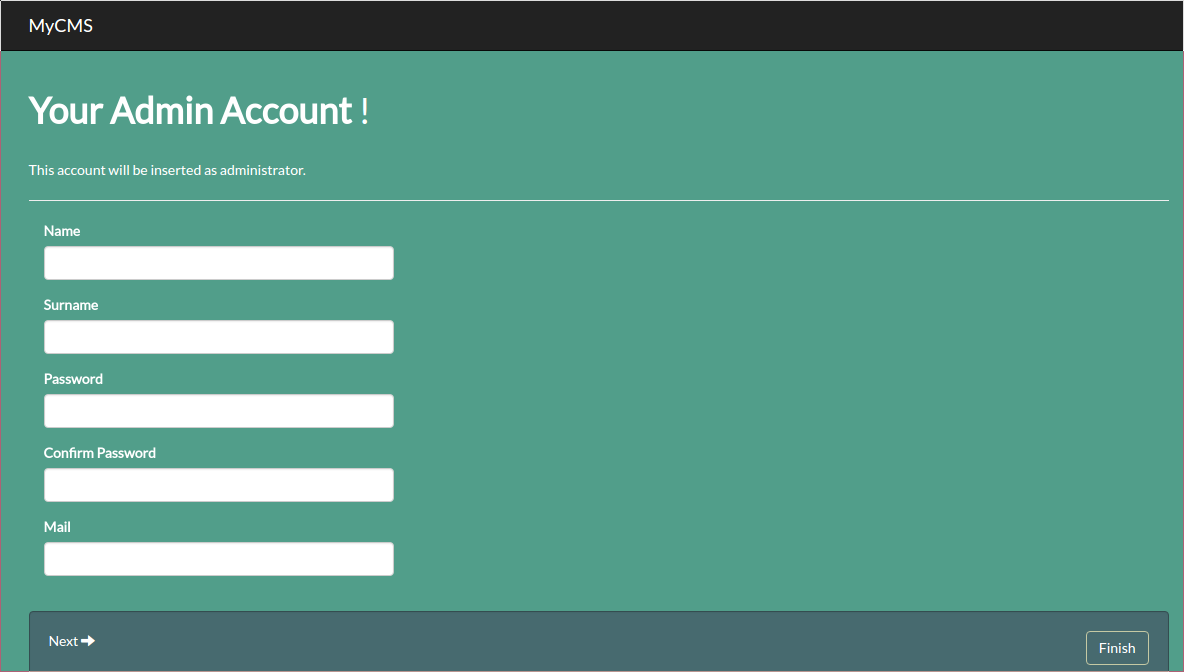 MyCMS
Your Admin Account !
This account will be inserted as administrator.
Name
Surname
Password
Confirm Password
Mail
Next
Finish